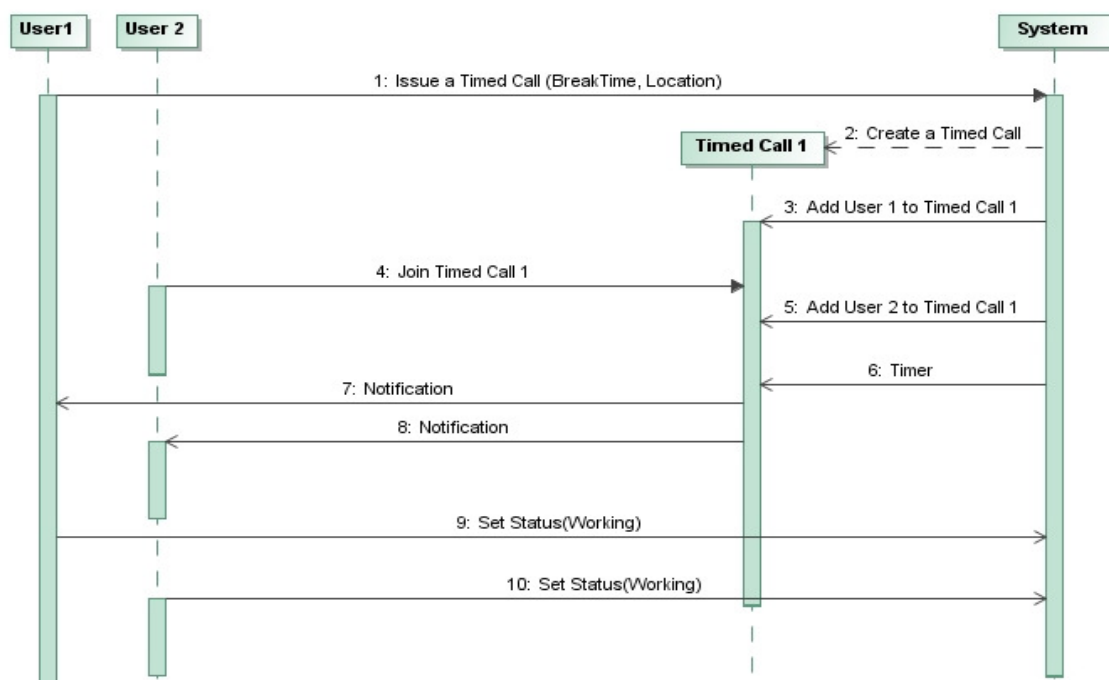 User1
User 2
System
1: Issue a Timed Call (BreakTime, Location)
2: Create a Timed Call
Timed Call 1
3: Add User 1 to Timed Call 1
4: Join Timed Call 1
5: Add User 2 to Timed Call 1
6: Timer
7: Notification
8: Notification
9: Set Status(Working)
10: Set Status(Working)